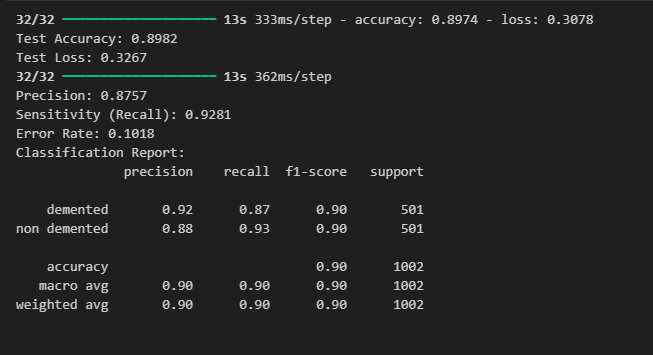 32/32 ━━━━━━━━━━━━━━━━━━━━ 13s 333ms/step - accuracy: 0.8974 - loss: 0.3078
Test Accuracy: 0.8982
Test Loss: 0.3267
32/32 ━━━━━━━━━━━━━━━━━━━━ 13s 362ms/step
Precision: 0.8757
Sensitivity (Recall): 0.9281
Error Rate: 0.1018
Classification Report:
precision recall f1-score support
demented 0.92 0.87 0.90 501
non demented 0.88 0.93 0.90 501
accuracy 0.90 1002
macro avg 0.90 0.90 0.90 1002
weighted avg 0.90 0.90 0.90 1002